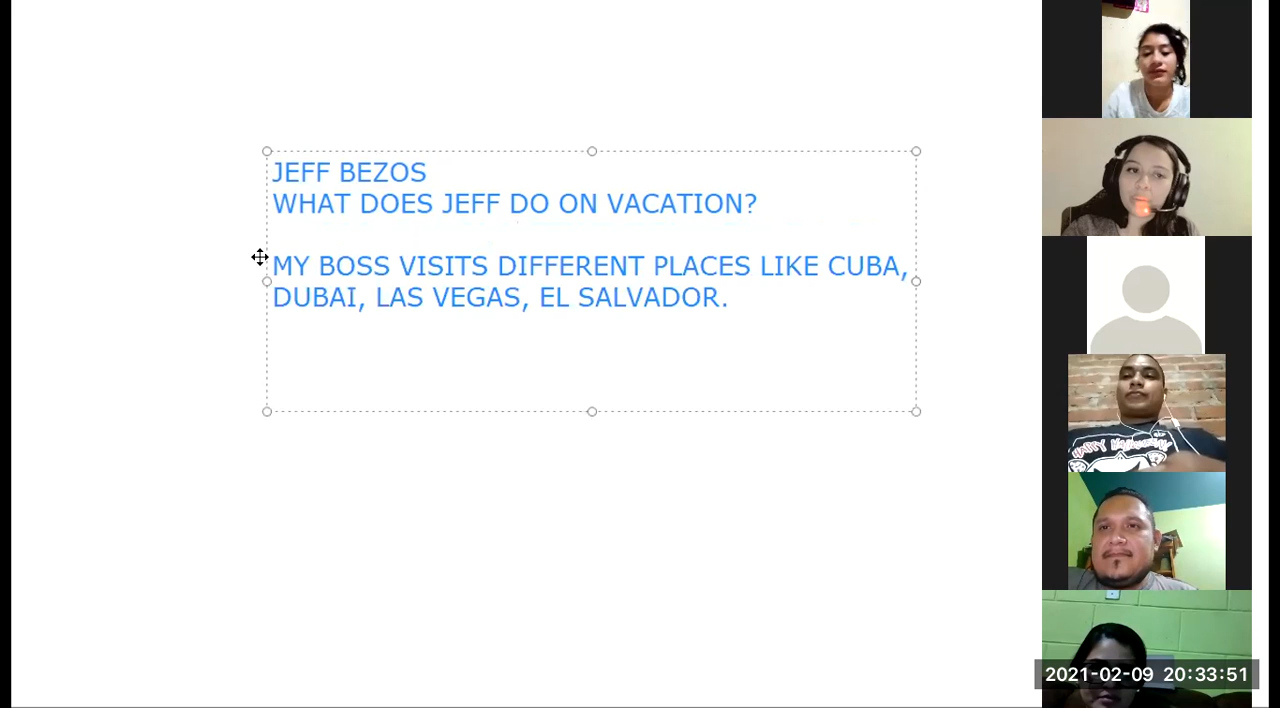 JEFF BEZOS
WHAT DOES JEFF DO ON VACATION?
MY BOSS VISITS DIFFERENT PLACES LIKE CUBA,
DUBAI, LAS VEGAS, EL SALVADOR.
HAPPY
2021-02-09 20:33:51